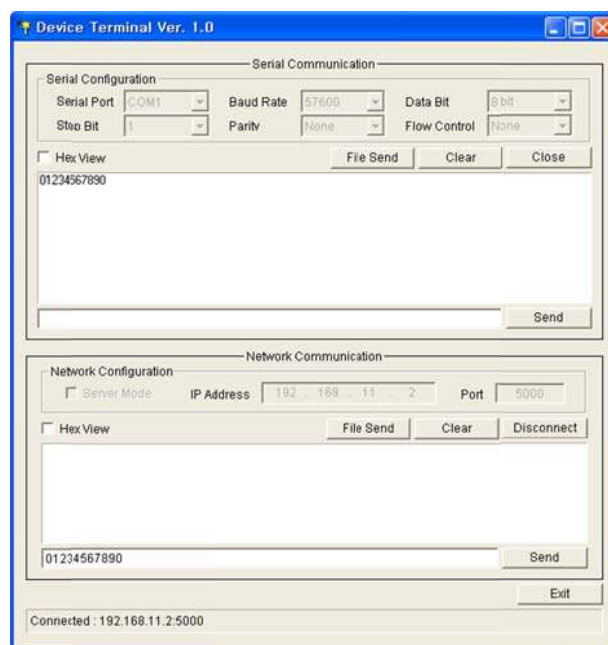 Device Terminal Ver. 1.0
Serial Communication
Serial Configuration
Serial Port COM1 Baud Rate 57600 Data Bit 8 bit
Stop Bit 1 Parity None Flow Control None
Hex View File Send Clear Close
01234567890
Send
Network Communication
Network Configuration
Server Mode IP Address 192 . 168 . 11 . 2 Port 5000
Hex View File Send Clear Disconnect
01234567890 Send
Exit
Connected : 192.168.11.2:5000